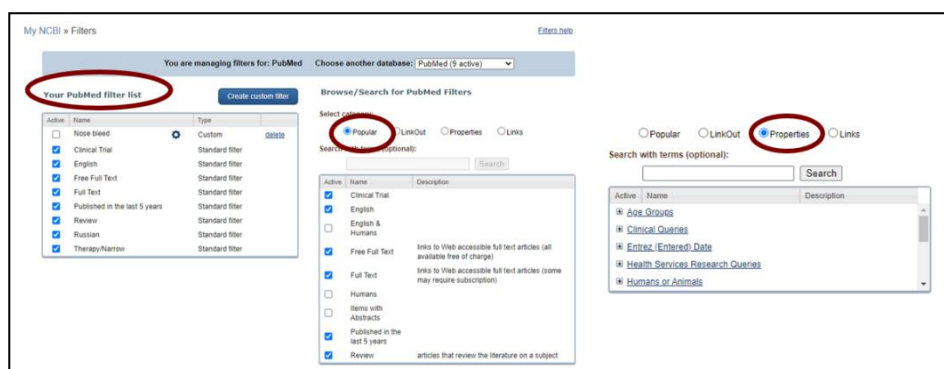 My NCBI » Filters
Filters help
You are managing filters for: PubMed Choose another database: PubMed (9 active)
Your PubMed filter list
Create custom filter
Active Name Type
Nose bleed Custom delete
Clinical Trial Standard filter
English Standard filter
Free Full Text Standard filter
Full Text Standard filter
Published in the last 5 years Standard filter
Review Standard filter
Russian Standard filter
Therapy/Narrow Standard filter
Browse/Search for PubMed Filters
Select category:
Popular LinkOut Properties Links
Search with terms (optional):
Search
Active Name Description
Clinical Trial
English
English &
Humans
Free Full Text links to Web accessible full text articles (all
available free of charge)
Full Text links to Web accessible full text articles (some
may require subscription)
Humans
Items with
Abstracts
Published in the
last 5 years
Review articles that review the literature on a subject
Popular LinkOut Properties Links
Search with terms (optional):
Search
Active Name Description
Age Groups
Clinical Queries
Entrez (Entered) Date
Health Services Research Queries
Humans or Animals